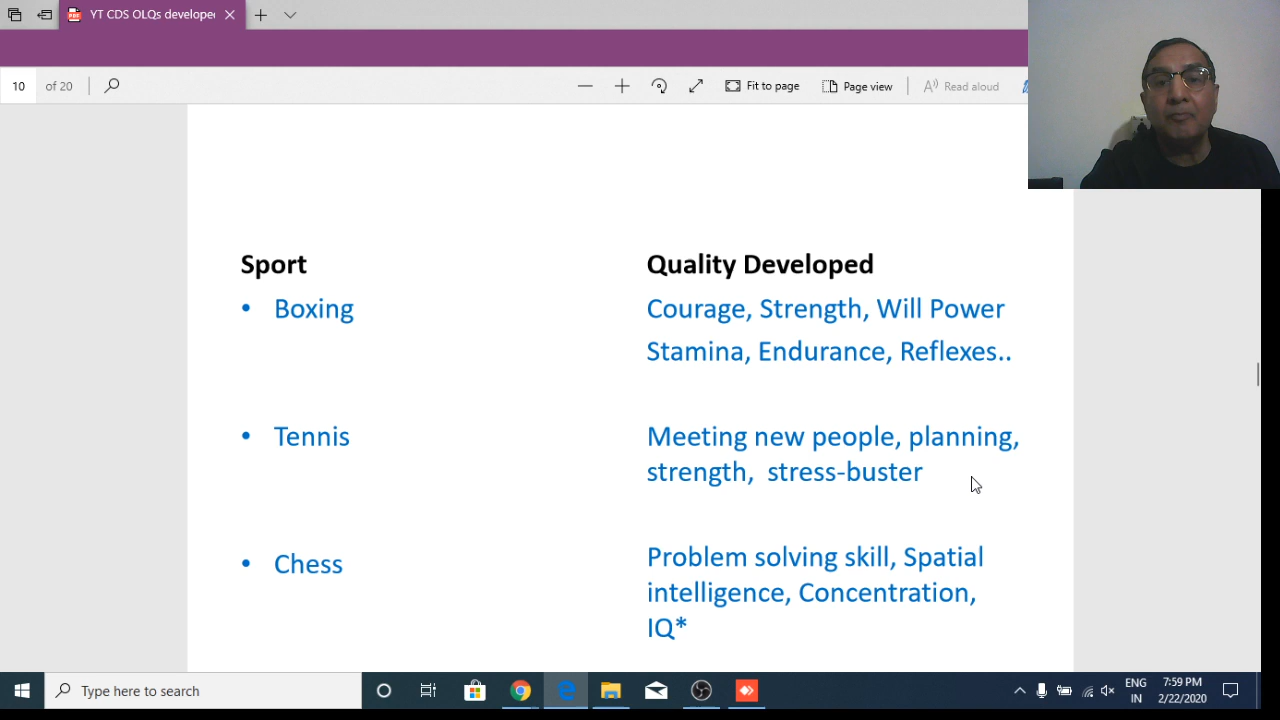 YT CDS OLQs developed
10 of 20 Fit to page Page view Read aloud
Sport Quality Developed
• Boxing Courage, Strength, Will Power
Stamina, Endurance, Reflexes..
• Tennis Meeting new people, planning,
strength, stress-buster
• Chess Problem solving skill, Spatial
intelligence, Concentration,
IQ*
Type here to search
ENG 7:59 PM
IN 2/22/2020